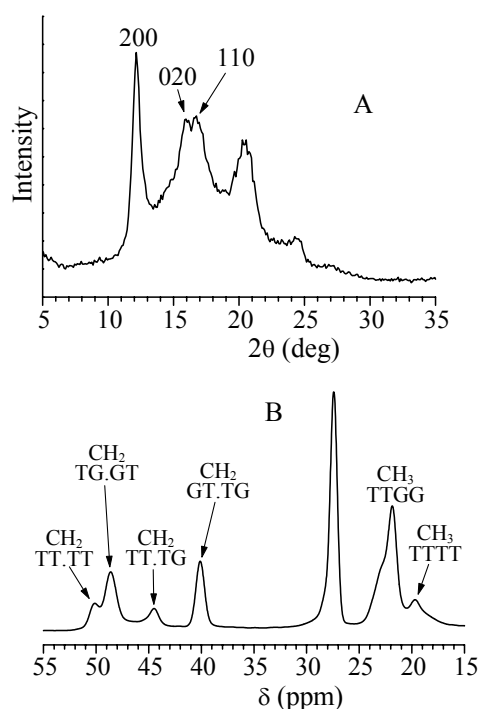 200
020
110
A
Intensity
5 10 15 20 25 30 35
2θ (deg)
B
CH₂
TG.GT
CH₂
GT.TG
CH₃
TTGG
CH₂
TT.TT
CH₂
TT.TG
CH₃
TTTT
55 50 45 40 35 30 25 20 15
δ (ppm)